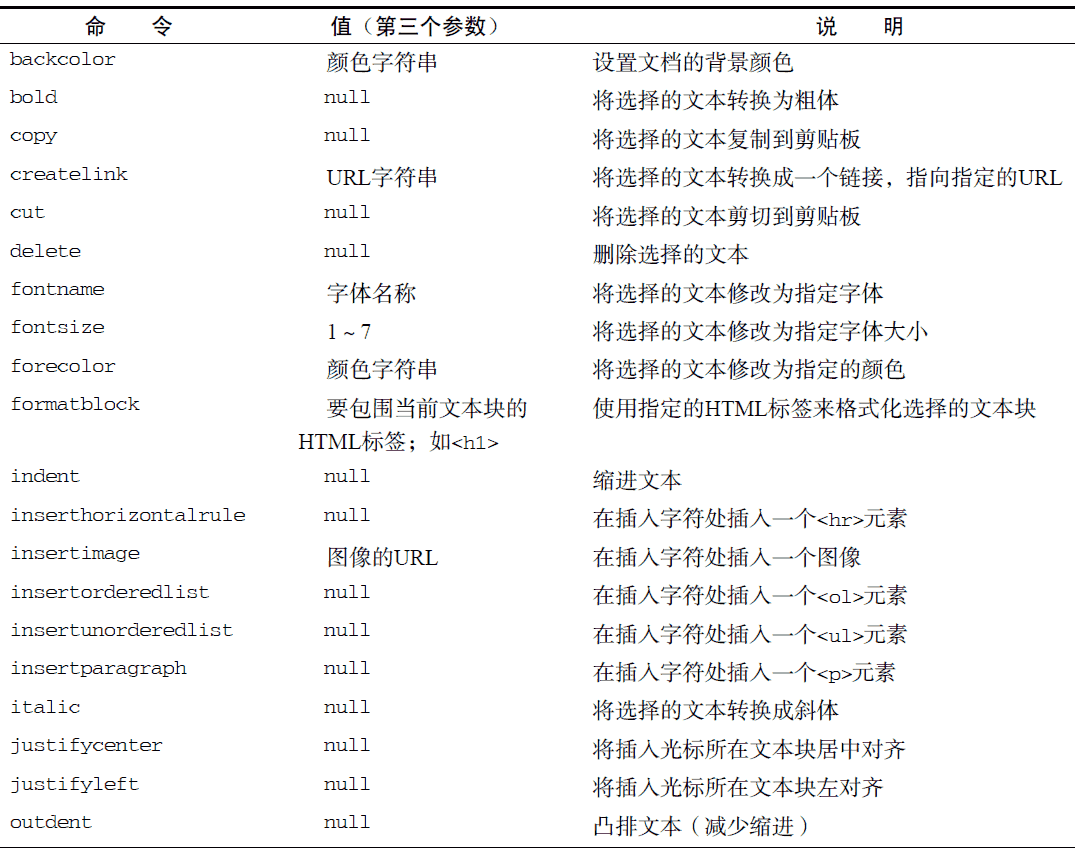 命 令 值（第三个参数） 说 明
backcolor 颜色字符串 设置文档的背景颜色
bold null 将选择的文本转换为粗体
copy null 将选择的文本复制到剪贴板
createlink URL字符串 将选择的文本转换成一个链接，指向指定的URL
cut null 将选择的文本剪切到剪贴板
delete null 删除选择的文本
fontname 字体名称 将选择的文本修改为指定字体
fontsize 1~7 将选择的文本修改为指定字体大小
forecolor 颜色字符串 将选择的文本修改为指定的颜色
formatblock 要包围当前文本块的 使用指定的HTML标签来格式化选择的文本块
HTML标签；如<h1>
indent null 缩进文本
inserthorizontalrule null 在插入字符处插入一个<hr>元素
insertimage 图像的URL 在插入字符处插入一个图像
insertorderedlist null 在插入字符处插入一个<ol>元素
insertunorderedlist null 在插入字符处插入一个<ul>元素
insertparagraph null 在插入字符处插入一个<p>元素
italic null 将选择的文本转换成斜体
justifycenter null 将插入光标所在文本块居中对齐
justifyleft null 将插入光标所在文本块左对齐
outdent null 凸排文本（减少缩进）